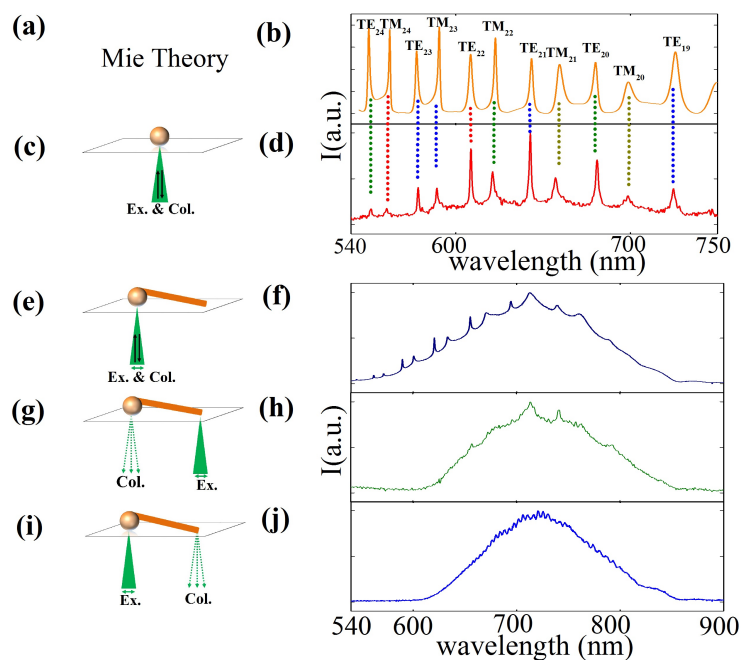 (a)
Mie Theory
(b)
TE24 TM24 TE23 TM23 TE22 TM22 TE21 TM21 TE20 TM20 TE19
I(a.u.)
(c)
Ex. & Col.
(d)
540 600 700 750
wavelength (nm)
(e)
Ex. & Col.
(f)
(g)
Col.
Ex.
(h)
I(a.u.)
(i)
Ex.
Col.
(j)
540 600 700 800 900
wavelength (nm)